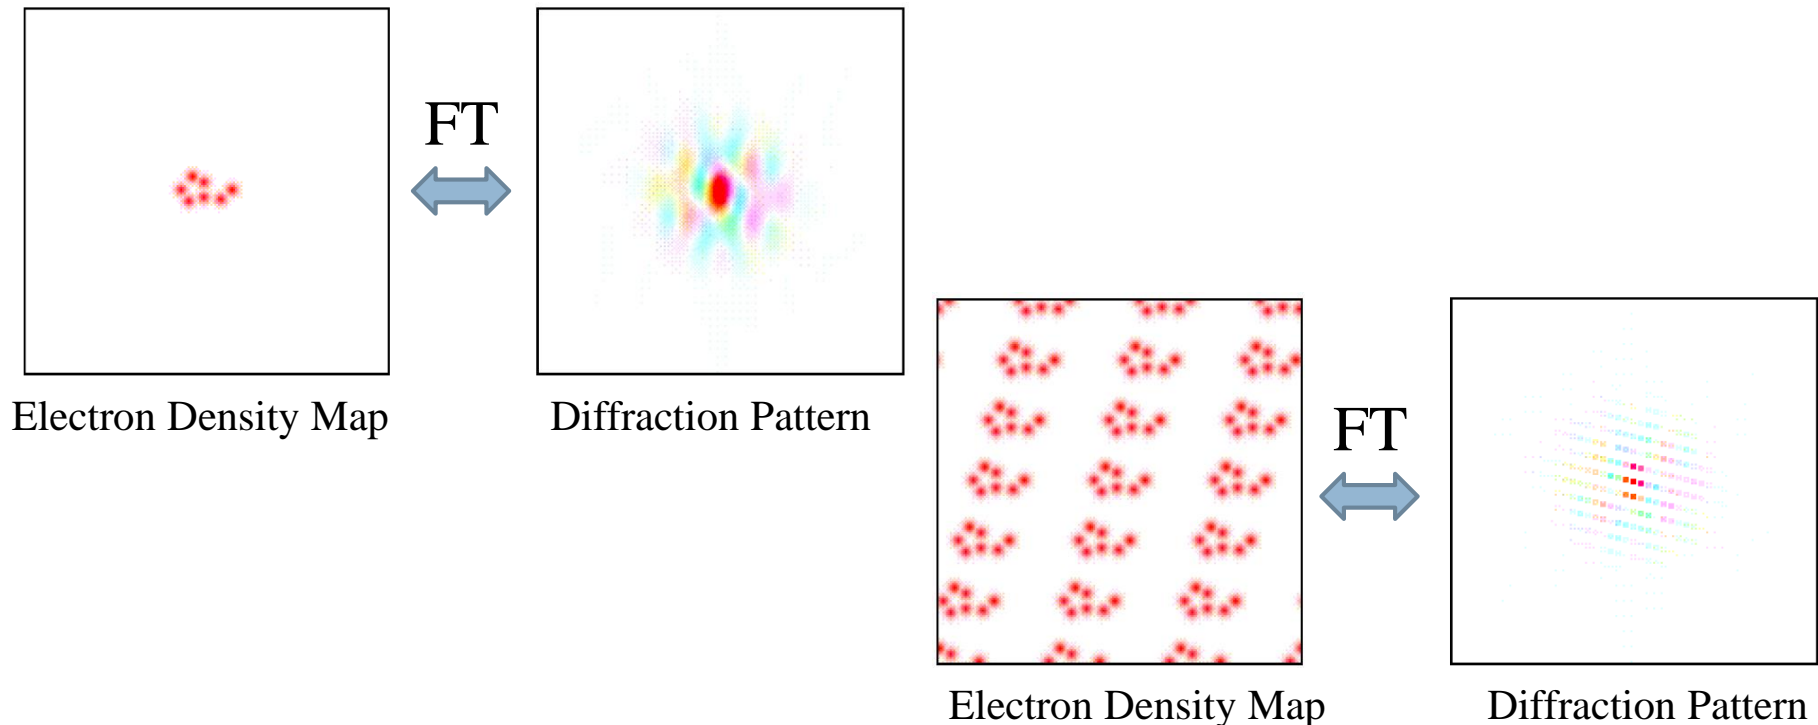 FT
Electron Density Map
Diffraction Pattern
FT
Electron Density Map
Diffraction Pattern